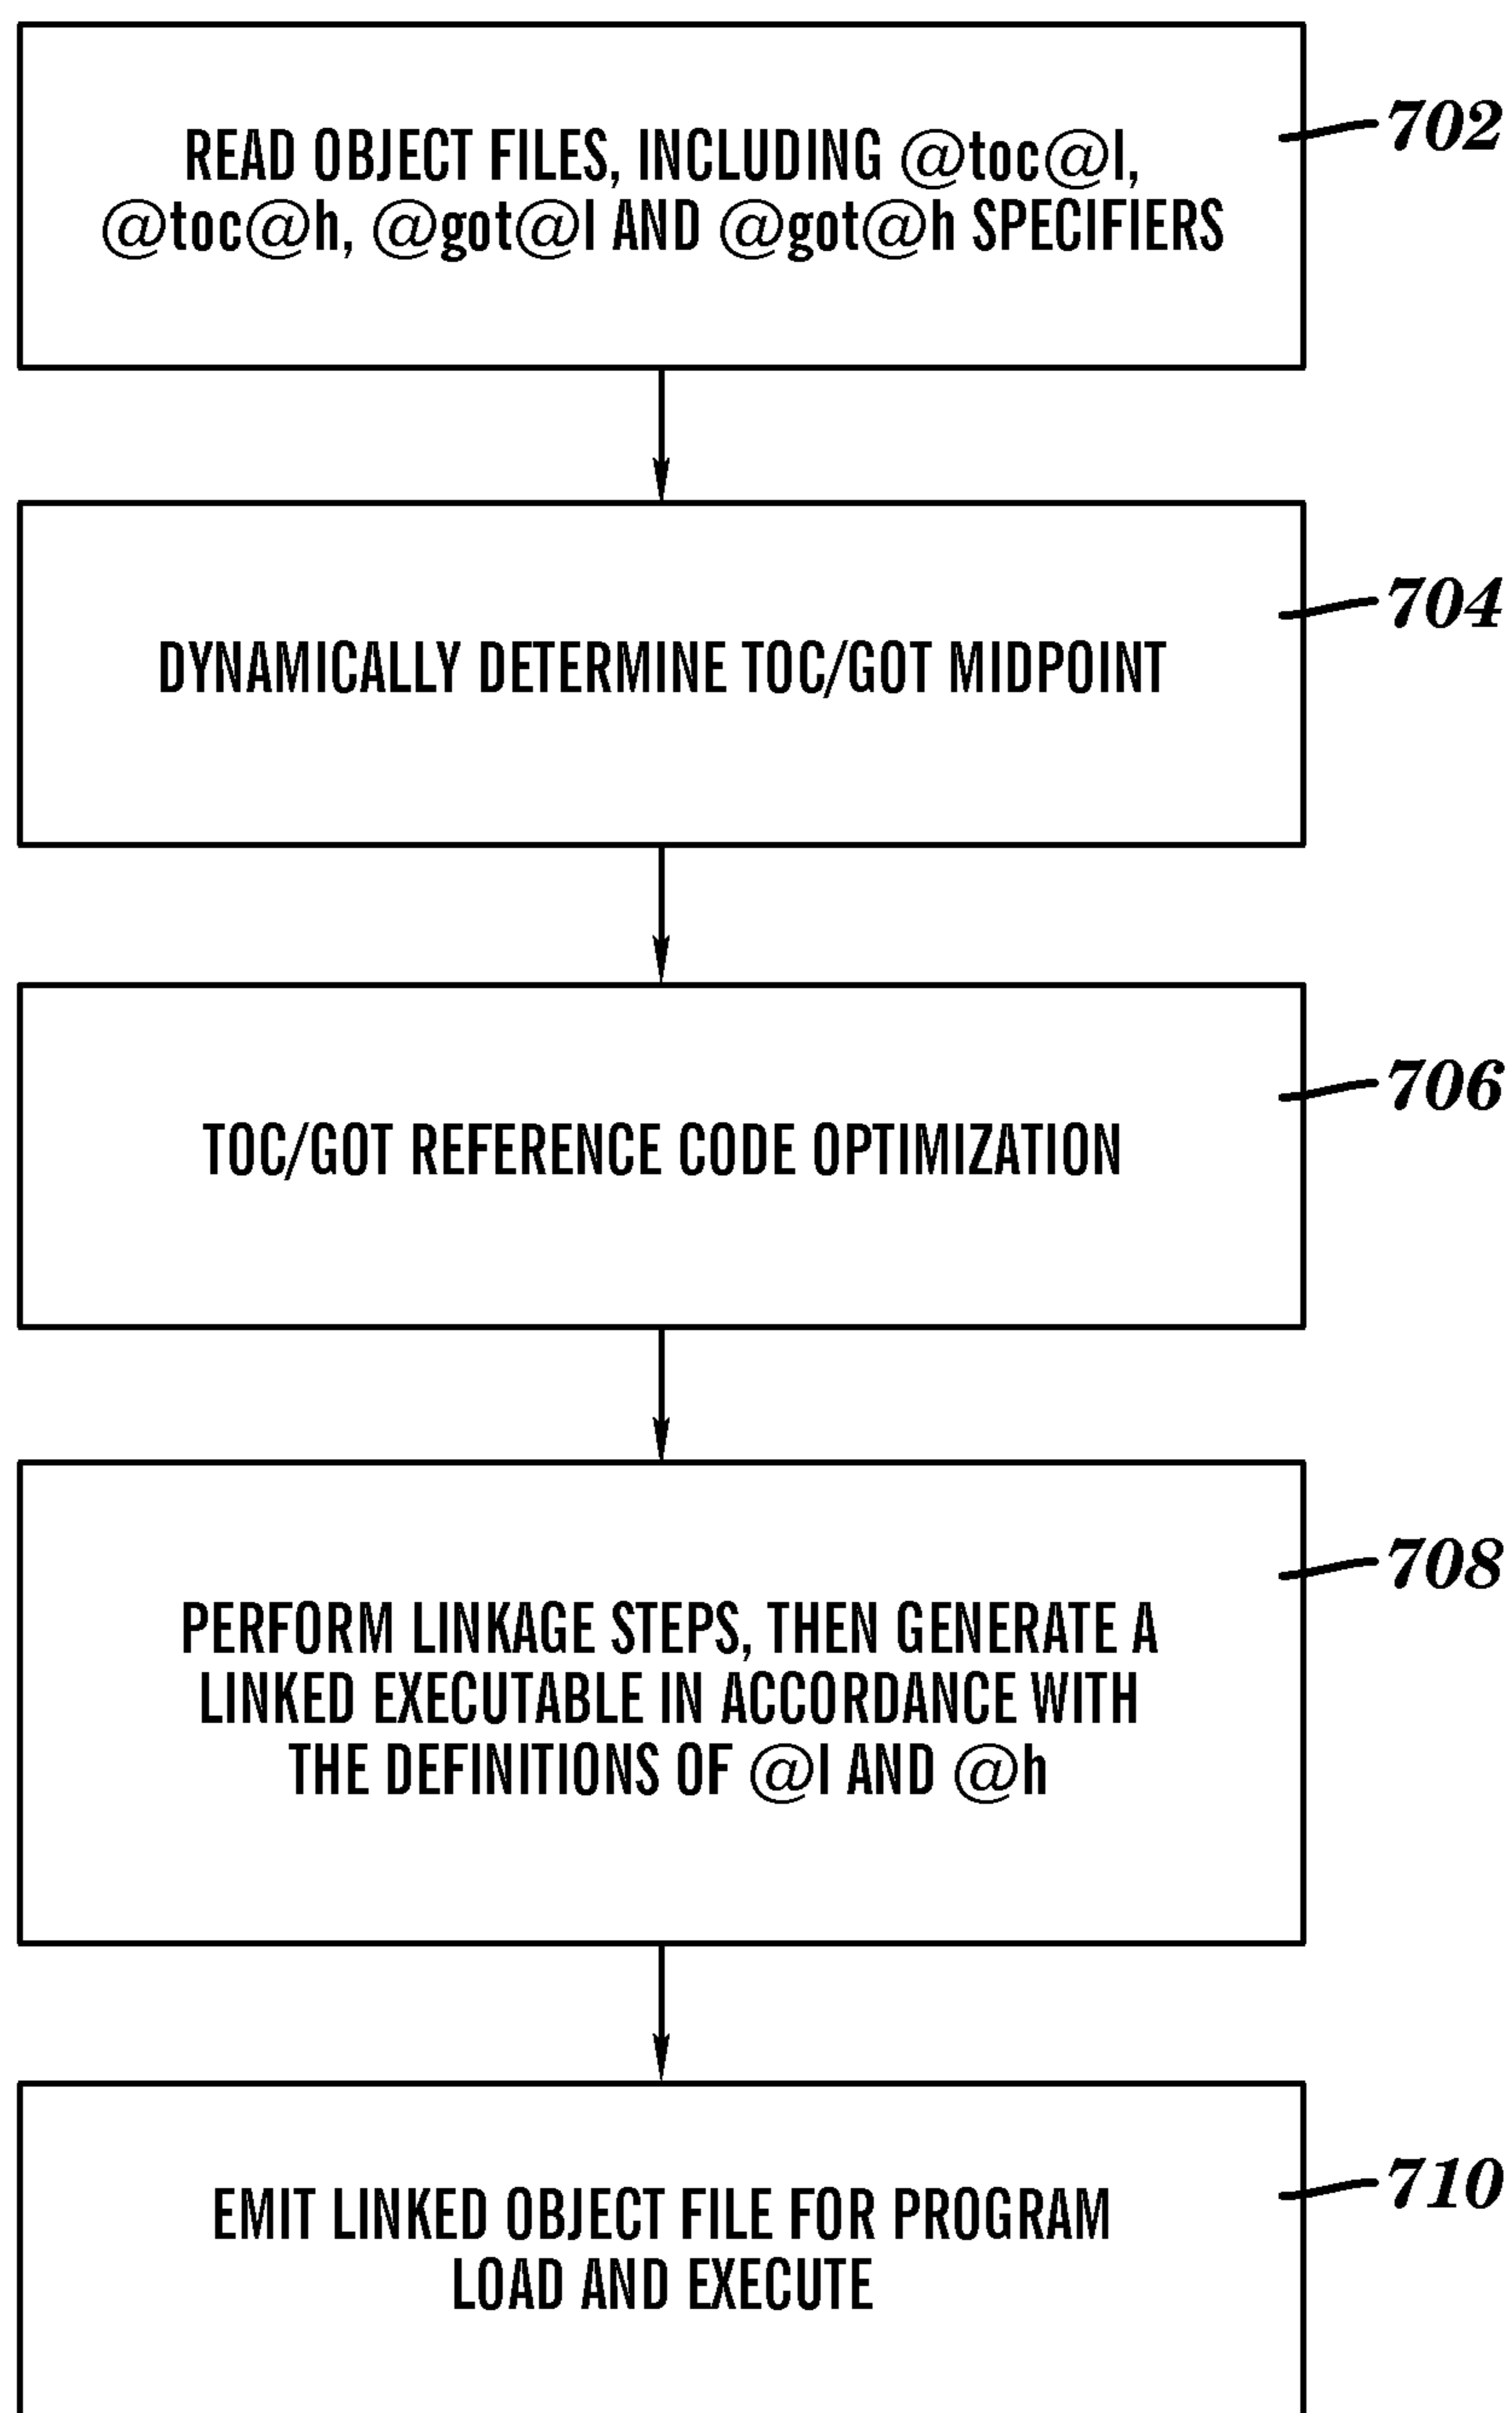 READ OBJECT FILES, INCLUDING @toc@l,
@toc@h, @got@l AND @got@h SPECIFIERS
702
DYNAMICALLY DETERMINE TOC/GOT MIDPOINT
704
TOC/GOT REFERENCE CODE OPTIMIZATION
706
PERFORM LINKAGE STEPS, THEN GENERATE A
LINKED EXECUTABLE IN ACCORDANCE WITH
THE DEFINITIONS OF @l AND @h
708
EMIT LINKED OBJECT FILE FOR PROGRAM
LOAD AND EXECUTE
710